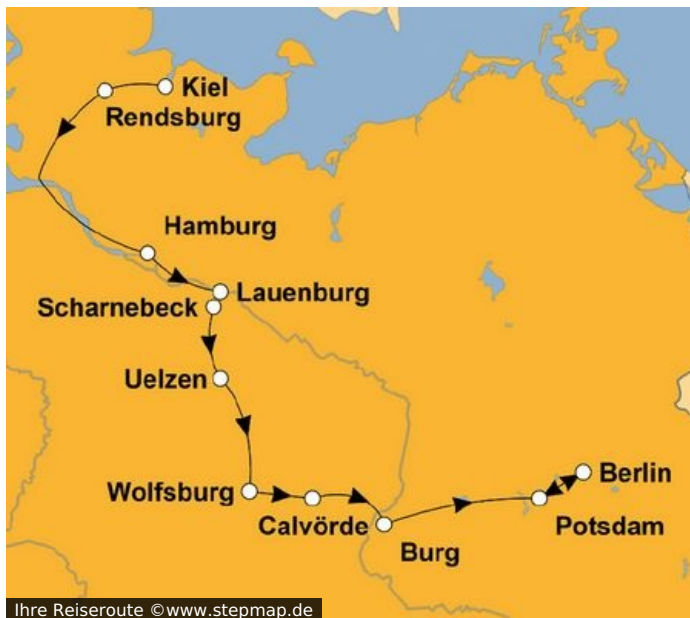 Kiel
Rendsburg
Hamburg
Lauenburg
Scharnebeck
Uelzen
Wolfsburg
Calvörde
Burg
Berlin
Potsdam
Ihre Reiseroute ©www.stepmap.de